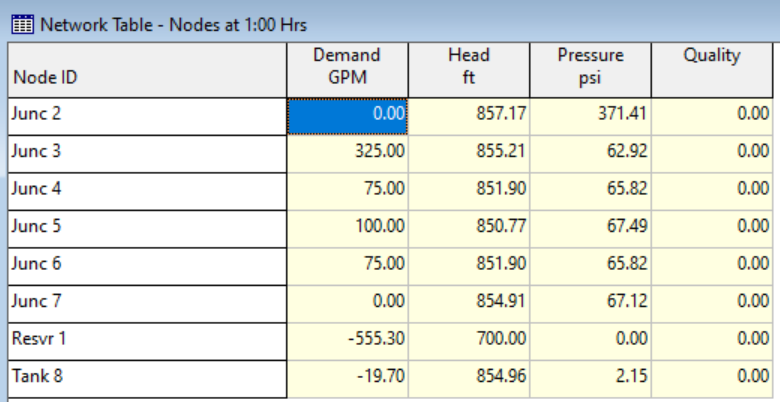 Network Table - Nodes at 1:00 Hrs
Node ID Demand GPM Head ft Pressure psi Quality
Junc 2 0.00 857.17 371.41 0.00
Junc 3 325.00 855.21 62.92 0.00
Junc 4 75.00 851.90 65.82 0.00
Junc 5 100.00 850.77 67.49 0.00
Junc 6 75.00 851.90 65.82 0.00
Junc 7 0.00 854.91 67.12 0.00
Resvr 1 -555.30 700.00 0.00 0.00
Tank 8 -19.70 854.96 2.15 0.00